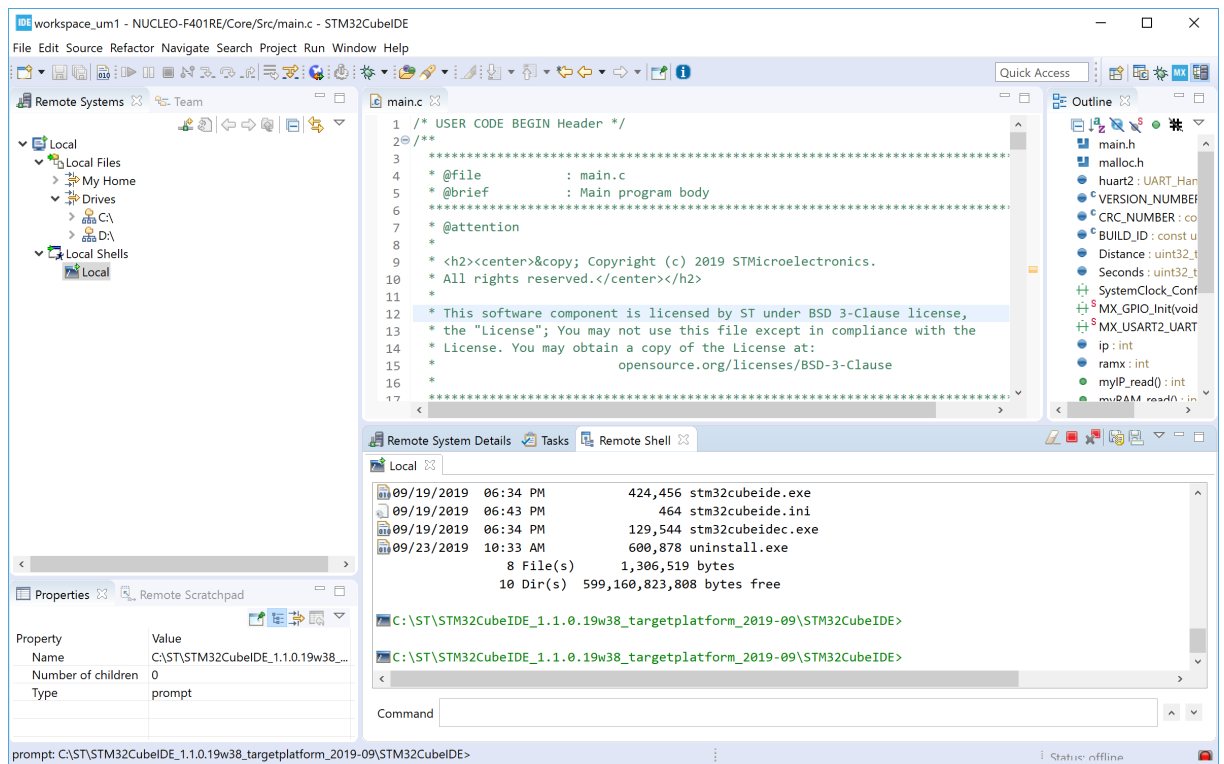 IDE workspace_um1 - NUCLEO-F401RE/Core/Src/main.c - STM32CubeIDE
File Edit Source Refactor Navigate Search Project Run Window Help
Quick Access
MX
Remote Systems
Team
Local
Local Files
My Home
Drives
C:\
D:\
Local Shells
Local
main.c
1 /* USER CODE BEGIN Header */
2 /**
3 ******************************************************************************
4 * @file : main.c
5 * @brief : Main program body
6 ******************************************************************************
7 * @attention
8 *
9 * <h2><center>&copy; Copyright (c) 2019 STMicroelectronics.
10 * All rights reserved.</center></h2>
11 *
12 * This software component is licensed by ST under BSD 3-Clause license,
13 * the "License"; You may not use this file except in compliance with the
14 * License. You may obtain a copy of the License at:
15 * opensource.org/licenses/BSD-3-Clause
16 *
17 ******************************************************************************
Outline
main.h
malloc.h
huart2 : UART_Han
VERSION_NUMBER
CRC_NUMBER : co
BUILD_ID : const u
Distance : uint32_t
Seconds : uint32_t
SystemClock_Conf
MX_GPIO_Init(void
MX_USART2_UART
ip : int
ramx : int
myIP_read() : int
myRAM_read() : in
Remote System Details
Tasks
Remote Shell
Local
09/19/2019 06:34 PM 424,456 stm32cubeide.exe
09/19/2019 06:43 PM 464 stm32cubeide.ini
09/19/2019 06:34 PM 129,544 stm32cubeidec.exe
09/23/2019 10:33 AM 600,878 uninstall.exe
8 File(s) 1,306,519 bytes
10 Dir(s) 599,160,823,808 bytes free
C:\ST\STM32CubeIDE_1.1.0.19w38_targetplatform_2019-09\STM32CubeIDE>
C:\ST\STM32CubeIDE_1.1.0.19w38_targetplatform_2019-09\STM32CubeIDE>
Command
Properties
Remote Scratchpad
Property Value
Name C:\ST\STM32CubeIDE_1.1.0.19w38_...
Number of children 0
Type prompt
prompt: C:\ST\STM32CubeIDE_1.1.0.19w38_targetplatform_2019-09\STM32CubeIDE>
Status: offline